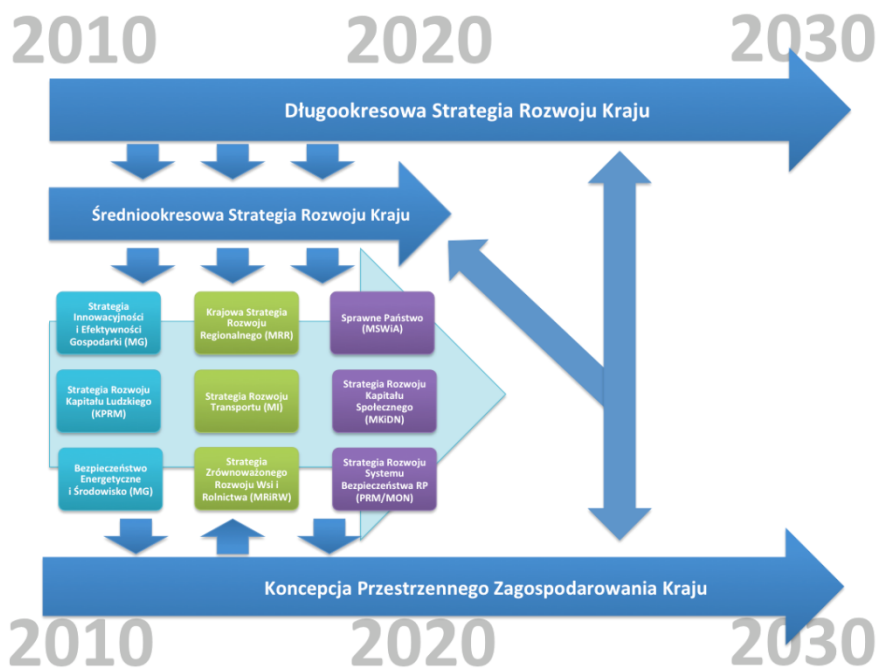 2010 2020 2030
Długookresowa Strategia Rozwoju Kraju
Średniookresowa Strategia Rozwoju Kraju
Strategia
Innowacyjności
i Efektywności
Gospodarki (MG)
Krajowa Strategia
Rozwoju
Regionalnego (MRR)
Sprawne Państwo
(MSWiA)
Strategia Rozwoju
Kapitału Ludzkiego
(KPRM)
Strategia Rozwoju
Transportu (MI)
Strategia Rozwoju
Kapitału
Społecznego
(MKiDN)
Bezpieczeństwo
Energetyczne
i Środowisko (MG)
Strategia
Zrównoważonego
Rozwoju Wsi i
Rolnictwa (MRiRW)
Strategia Rozwoju
Systemu
Bezpieczeństwa RP
(PRM/MON)
Koncepcja Przestrzennego Zagospodarowania Kraju
2010 2020 2030